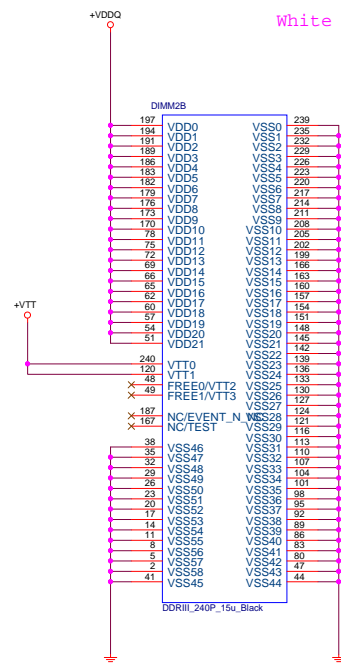 +VDDQ
White
DIMM2B
197 VDD0 VSS0 239
194 VDD1 VSS1 235
191 VDD2 VSS2 232
189 VDD3 VSS3 229
186 VDD4 VSS4 226
183 VDD5 VSS5 223
182 VDD6 VSS6 220
179 VDD7 VSS7 217
176 VDD8 VSS8 214
173 VDD9 VSS9 211
170 VDD10 VSS10 208
78 VDD11 VSS11 205
75 VDD12 VSS12 202
72 VDD13 VSS13 199
69 VDD14 VSS14 166
66 VDD15 VSS15 163
65 VDD16 VSS16 160
62 VDD17 VSS17 157
60 VDD18 VSS18 154
57 VDD19 VSS19 151
54 VDD20 VSS20 148
51 VDD21 VSS21 145
VSS22 142
+VTT
240 VTT0 VSS23 139
120 VTT1 VSS24 136
48 FREE0/VTT2 VSS25 133
49 FREE1/VTT3 VSS26 130
VSS27 127
187 NC/EVENT_N_NC VSS28 124
167 NC/TEST VSS29 121
VSS30 116
38 VSS46 VSS31 113
35 VSS47 VSS32 110
32 VSS48 VSS33 107
29 VSS49 VSS34 104
26 VSS50 VSS35 101
23 VSS51 VSS36 98
20 VSS52 VSS37 95
17 VSS53 VSS38 92
14 VSS54 VSS39 89
11 VSS55 VSS40 86
8 VSS56 VSS41 83
5 VSS57 VSS42 80
2 VSS58 VSS43 47
41 VSS45 VSS44 44
DDRIII_240P_15u_Black